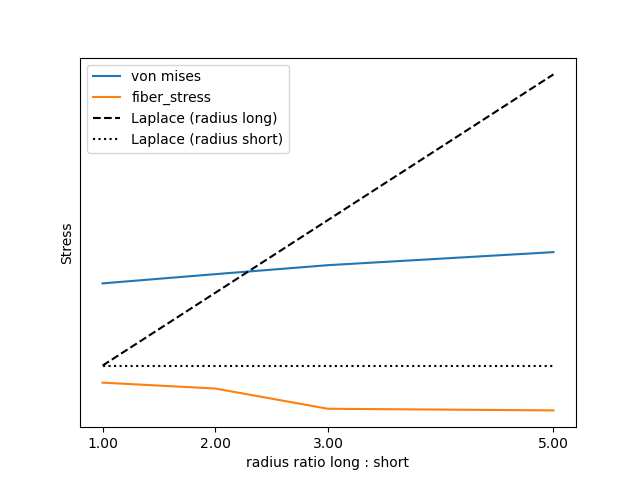 von mises
fiber_stress
Laplace (radius long)
Laplace (radius short)
Stress
1.00 2.00 3.00 5.00
radius ratio long : short